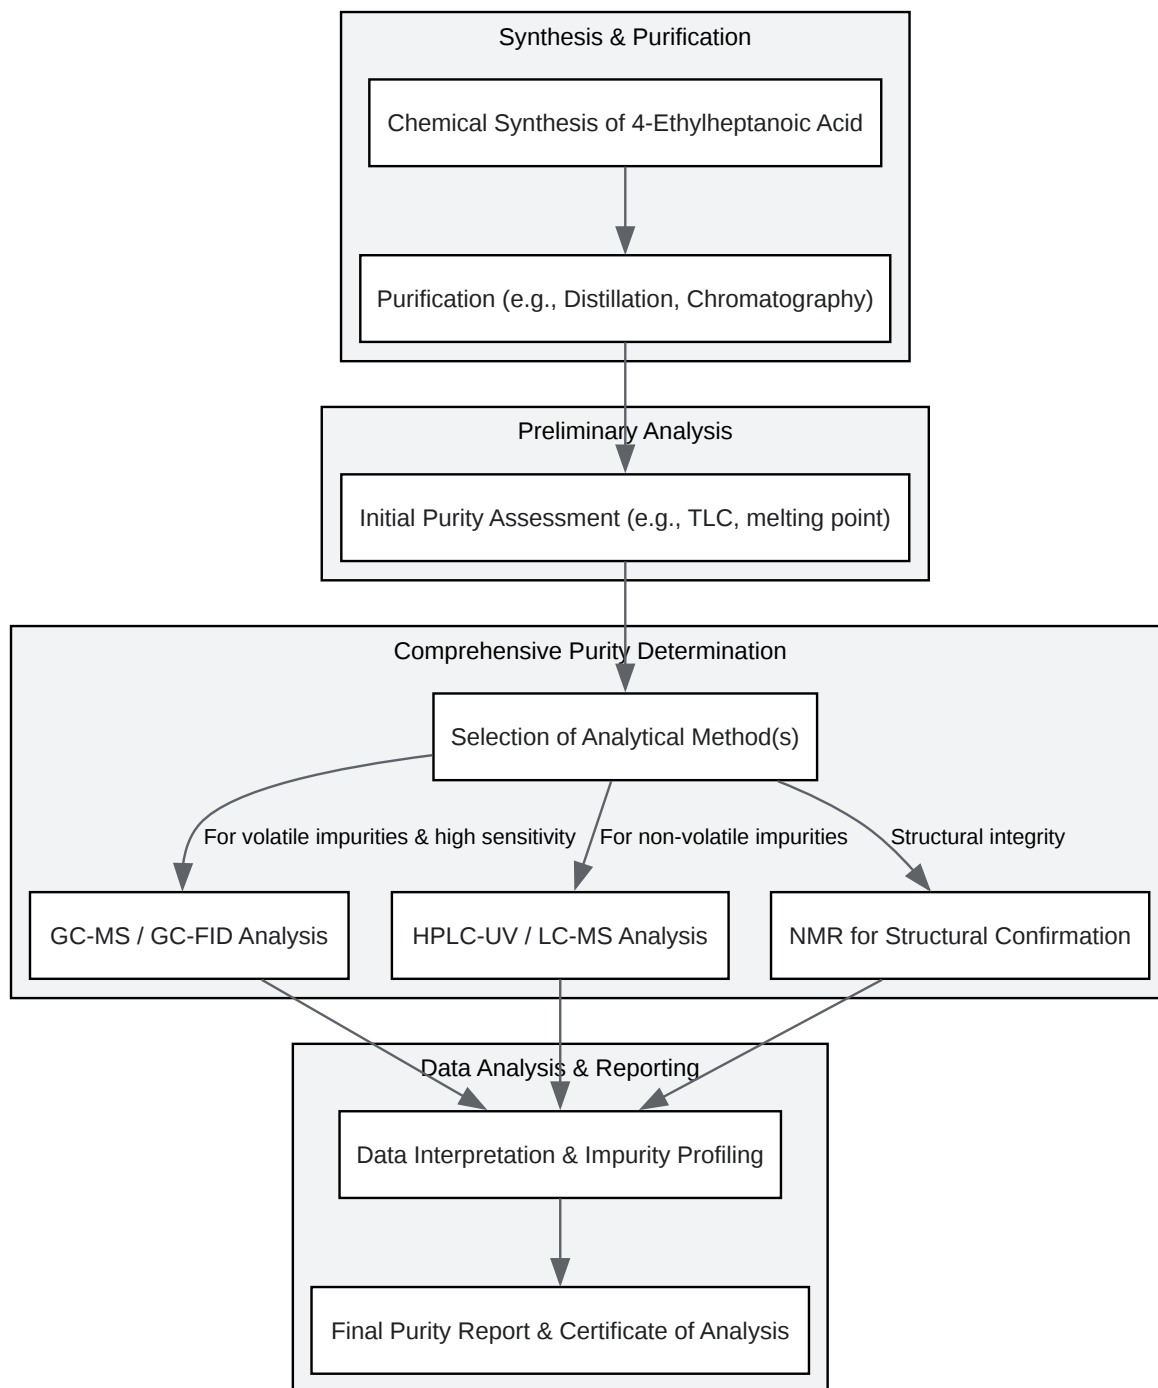 Synthesis & Purification
Chemical Synthesis of 4-Ethylheptanoic Acid
Purification (e.g., Distillation, Chromatography)
Preliminary Analysis
Initial Purity Assessment (e.g., TLC, melting point)
Comprehensive Purity Determination
Selection of Analytical Method(s)
For volatile impurities & high sensitivity
For non-volatile impurities
Structural integrity
GC-MS / GC-FID Analysis
HPLC-UV / LC-MS Analysis
NMR for Structural Confirmation
Data Analysis & Reporting
Data Interpretation & Impurity Profiling
Final Purity Report & Certificate of Analysis